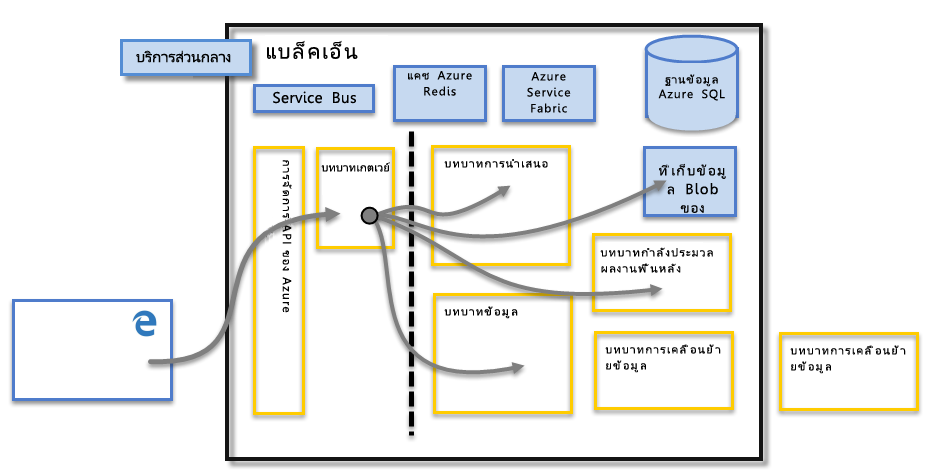 บริการส่วนกลาง
แบล็คเอ็น
Service Bus
แคช Azure
Redis
Azure
Service
Fabric
ฐานข้อมูล
Azure SQL
การจัดการ API ของ Azure
บทบาทเกตเวย์
บทบาทการนำเสนอ
ที่เก็บข้อมู
ล Blob
ของ
บทบาทกำลังประมวล
ผลงานพื้นหลัง
บทบาทข้อมูล
บทบาทการเคลื่อนย้า
ยข้อมูล
บทบาทการเคลื่อนย้า
ยข้อมูล